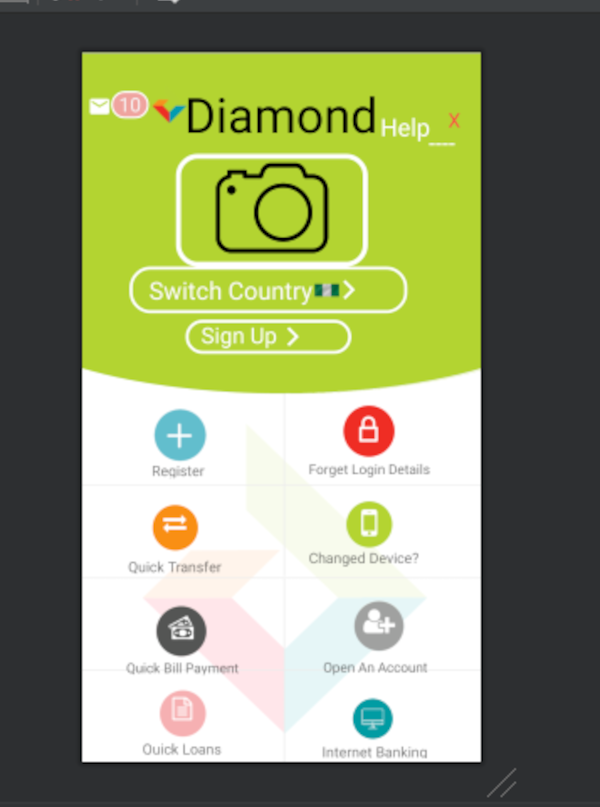 10 Diamond Help__ x
Switch Country
Sign Up
Register
Forget Login Details
Quick Transfer
Changed Device?
Quick Bill Payment
Open An Account
Quick Loans
Internet Banking